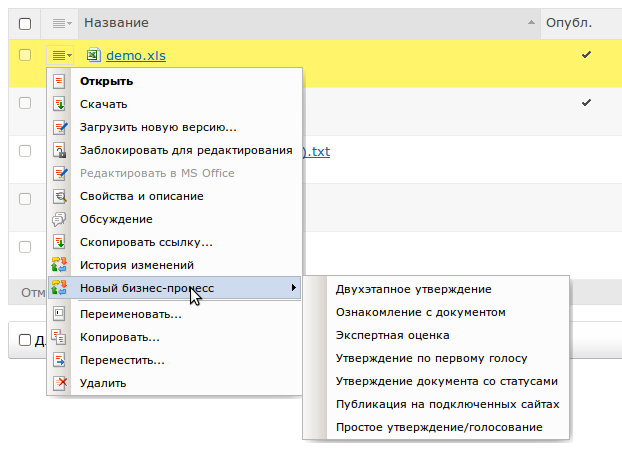 Название
Опубл.
demo.xls
Открыть
Скачать
Загрузить новую версию...
Заблокировать для редактирования
).txt
Редактировать в MS Office
Свойства и описание
Обсуждение
Скопировать ссылку...
История изменений
Новый бизнес-процесс
Отм
Двухэтапное утверждение
Ознакомление с документом
Экспертная оценка
Утверждение по первому голосу
Утверждение документа со статусами
Публикация на подключенных сайтах
Простое утверждение/голосование
Переименовать...
Копировать...
Переместить...
Удалить